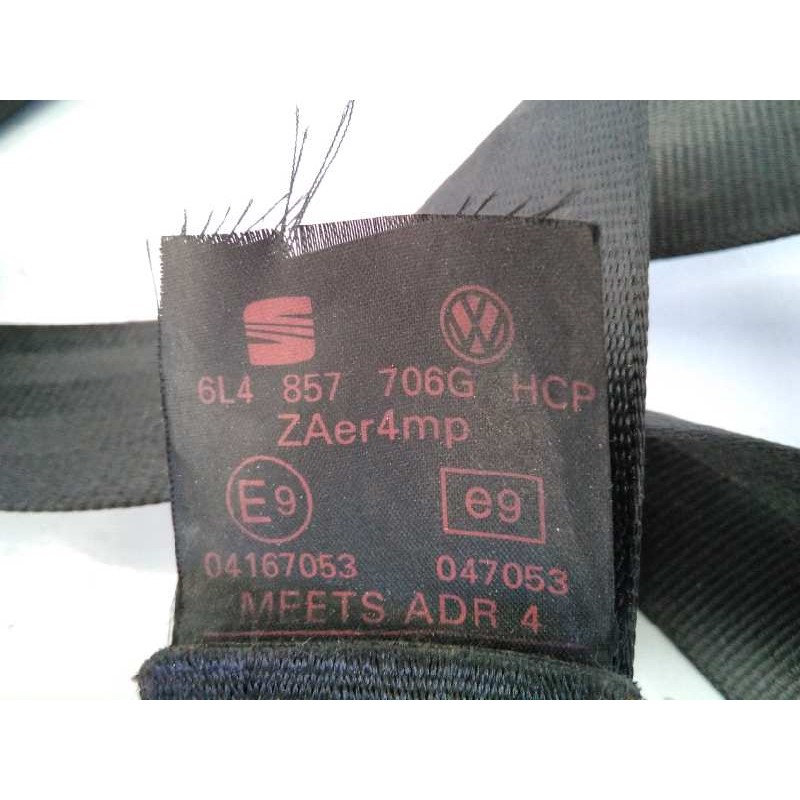 6L4 857 706G HCP
ZAer4mp
E9 e9
04167053 047053
MEETS ADR 4